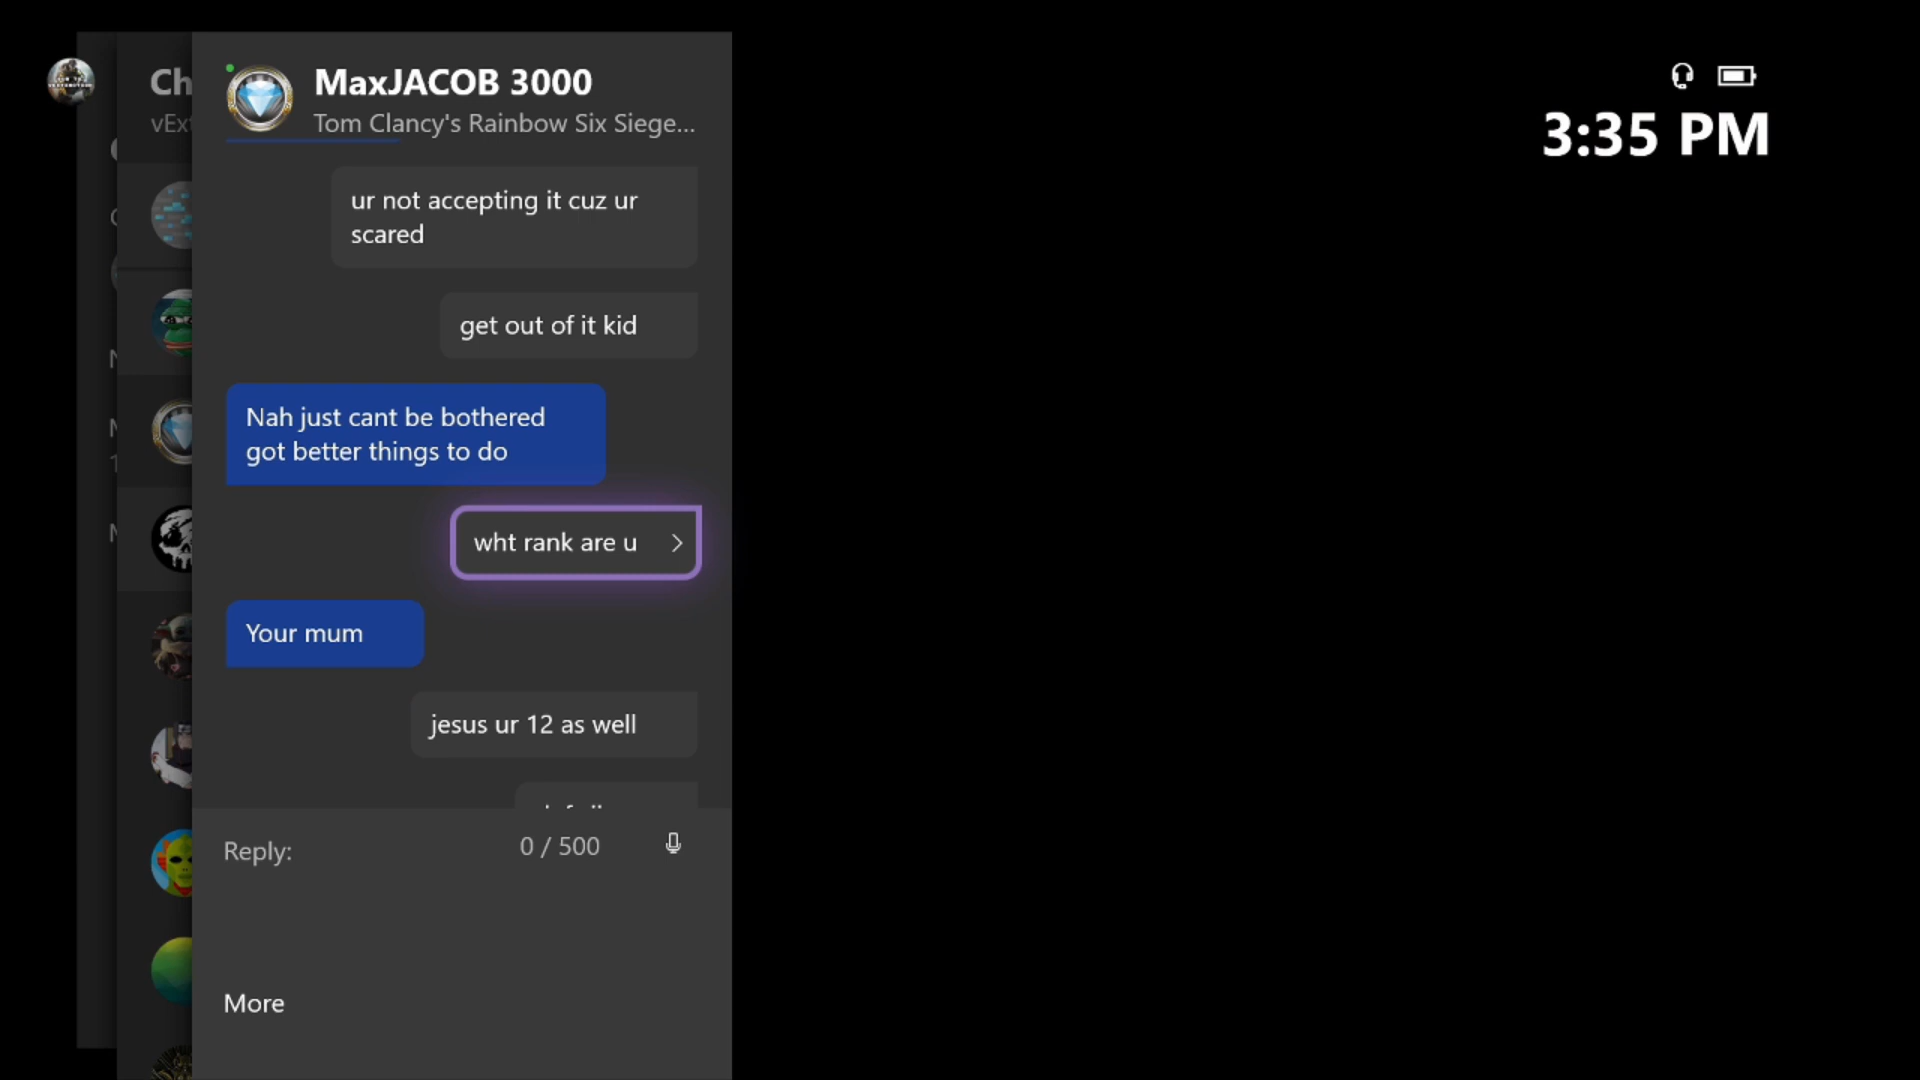 Ch
vExt
MaxJACOB 3000
Tom Clancy's Rainbow Six Siege...
3:35 PM
ur not accepting it cuz ur
scared
get out of it kid
Nah just cant be bothered
got better things to do
wht rank are u
Your mum
jesus ur 12 as well
Reply:
0 / 500
More